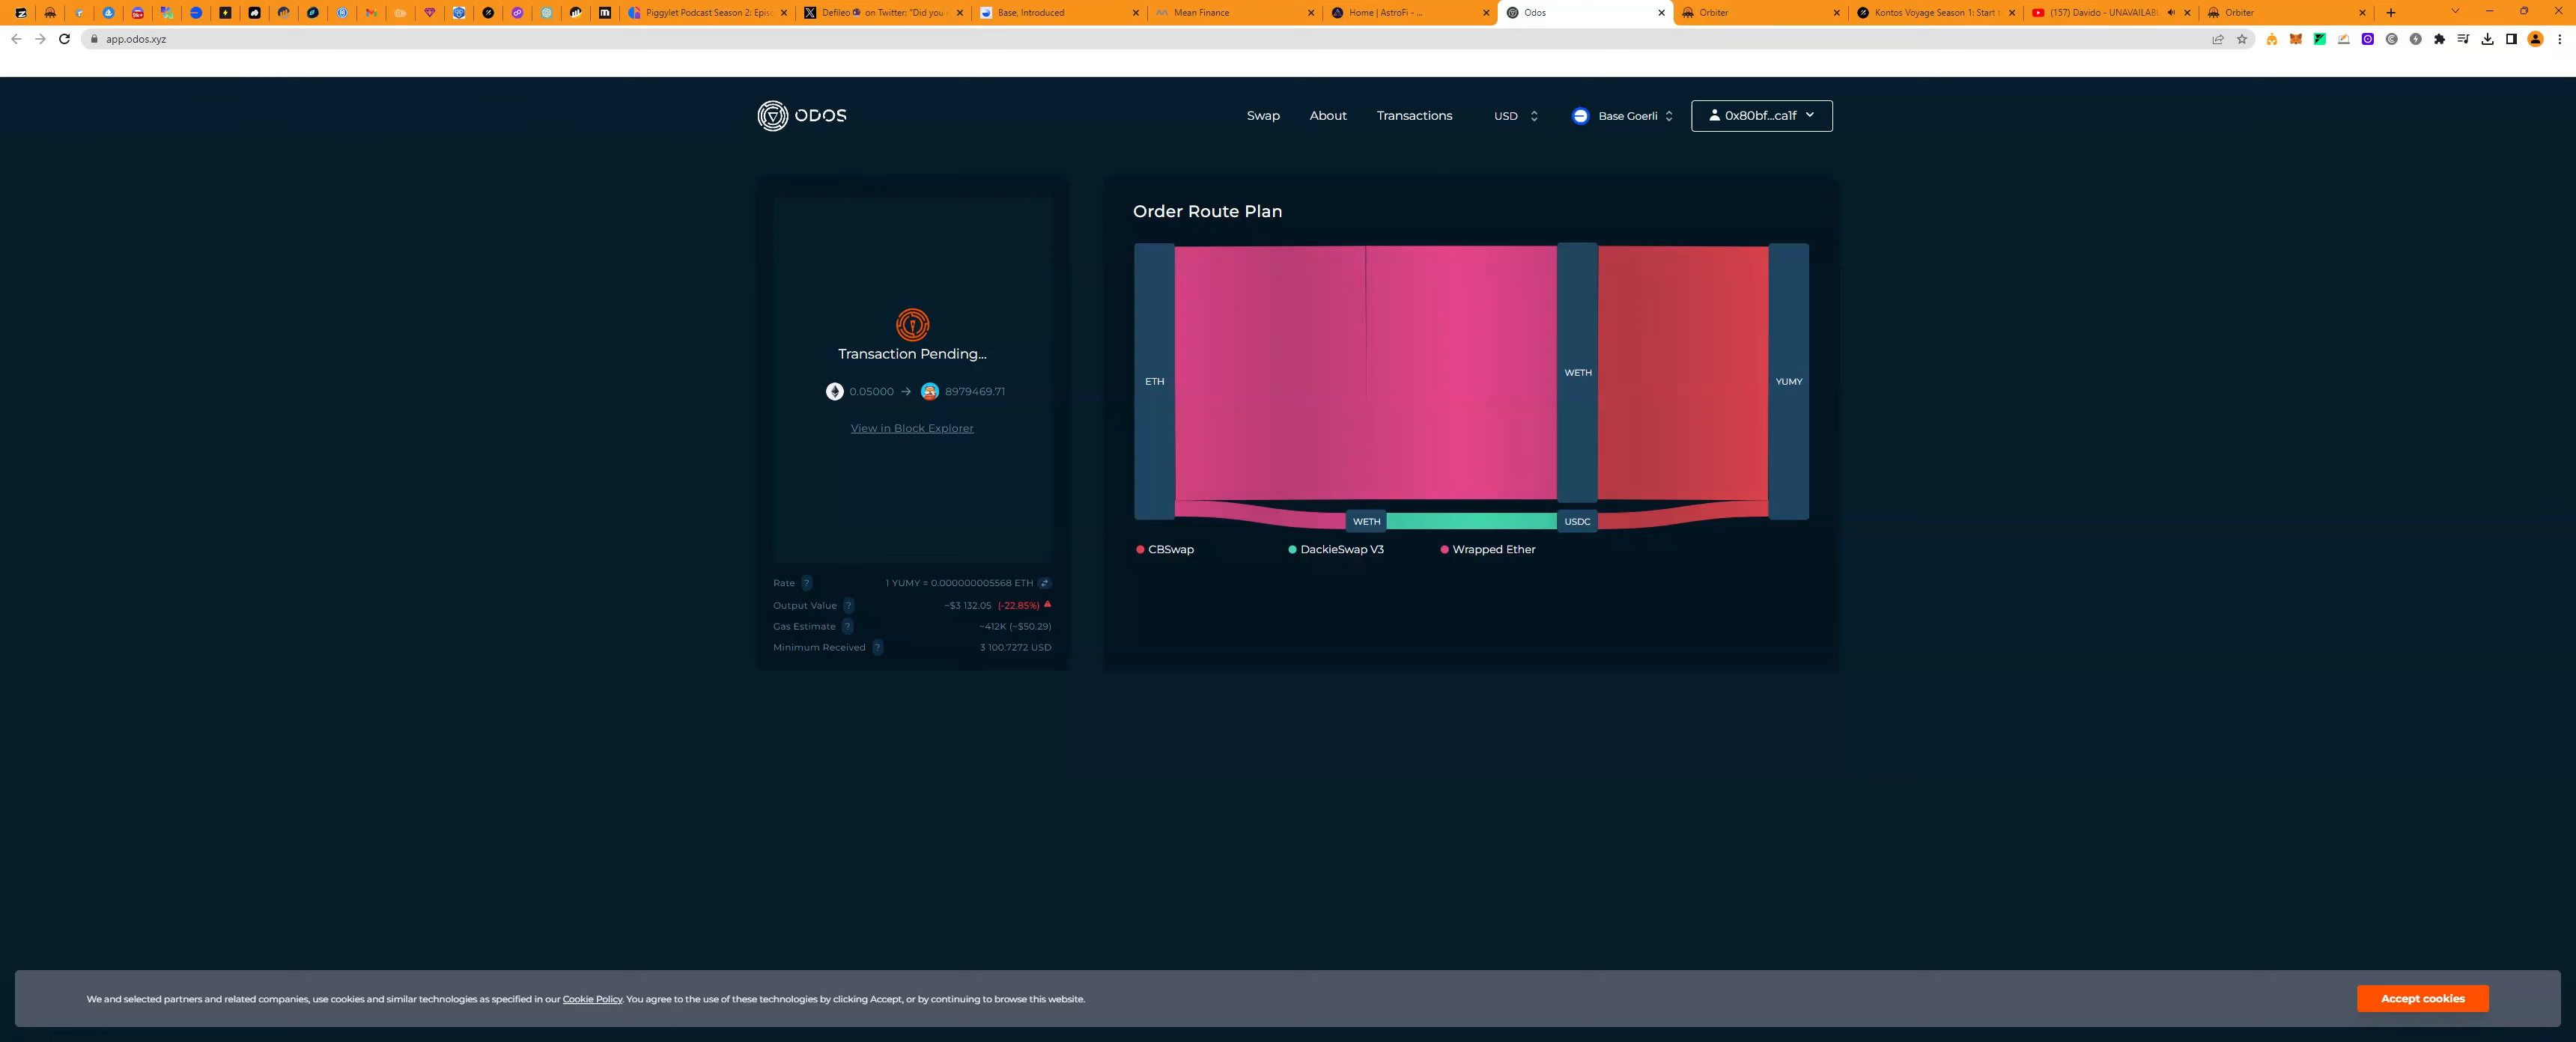 Piggylet Podcast Season 2: Epis
Defileo on Twitter: "Did you
Base, Introduced
Mean Finance
Home | AstroFi - ...
Odos
Orbiter
Kontos Voyage Season 1: Start
(157) Davido - UNAVAILAB
Orbiter
app.odos.xyz
ODOS
Swap
About
Transactions
USD
Base Goerli
0x80bf...ca1f
Order Route Plan
Transaction Pending...
0.05000 → 8979469.71
View in Block Explorer
ETH
WETH
YUMY
WETH
USDC
CBSwap
DackieSwap V3
Wrapped Ether
Rate ? 1 YUMY = 0.000000005568 ETH
Output Value ? ~$3 132.05 (-22.85%)
Gas Estimate ? ~412K (~$50.29)
Minimum Received ? 3 100.7272 USD
We and selected partners and related companies, use cookies and similar technologies as specified in our Cookie Policy. You agree to the use of these technologies by clicking Accept, or by continuing to browse this website.
Accept cookies